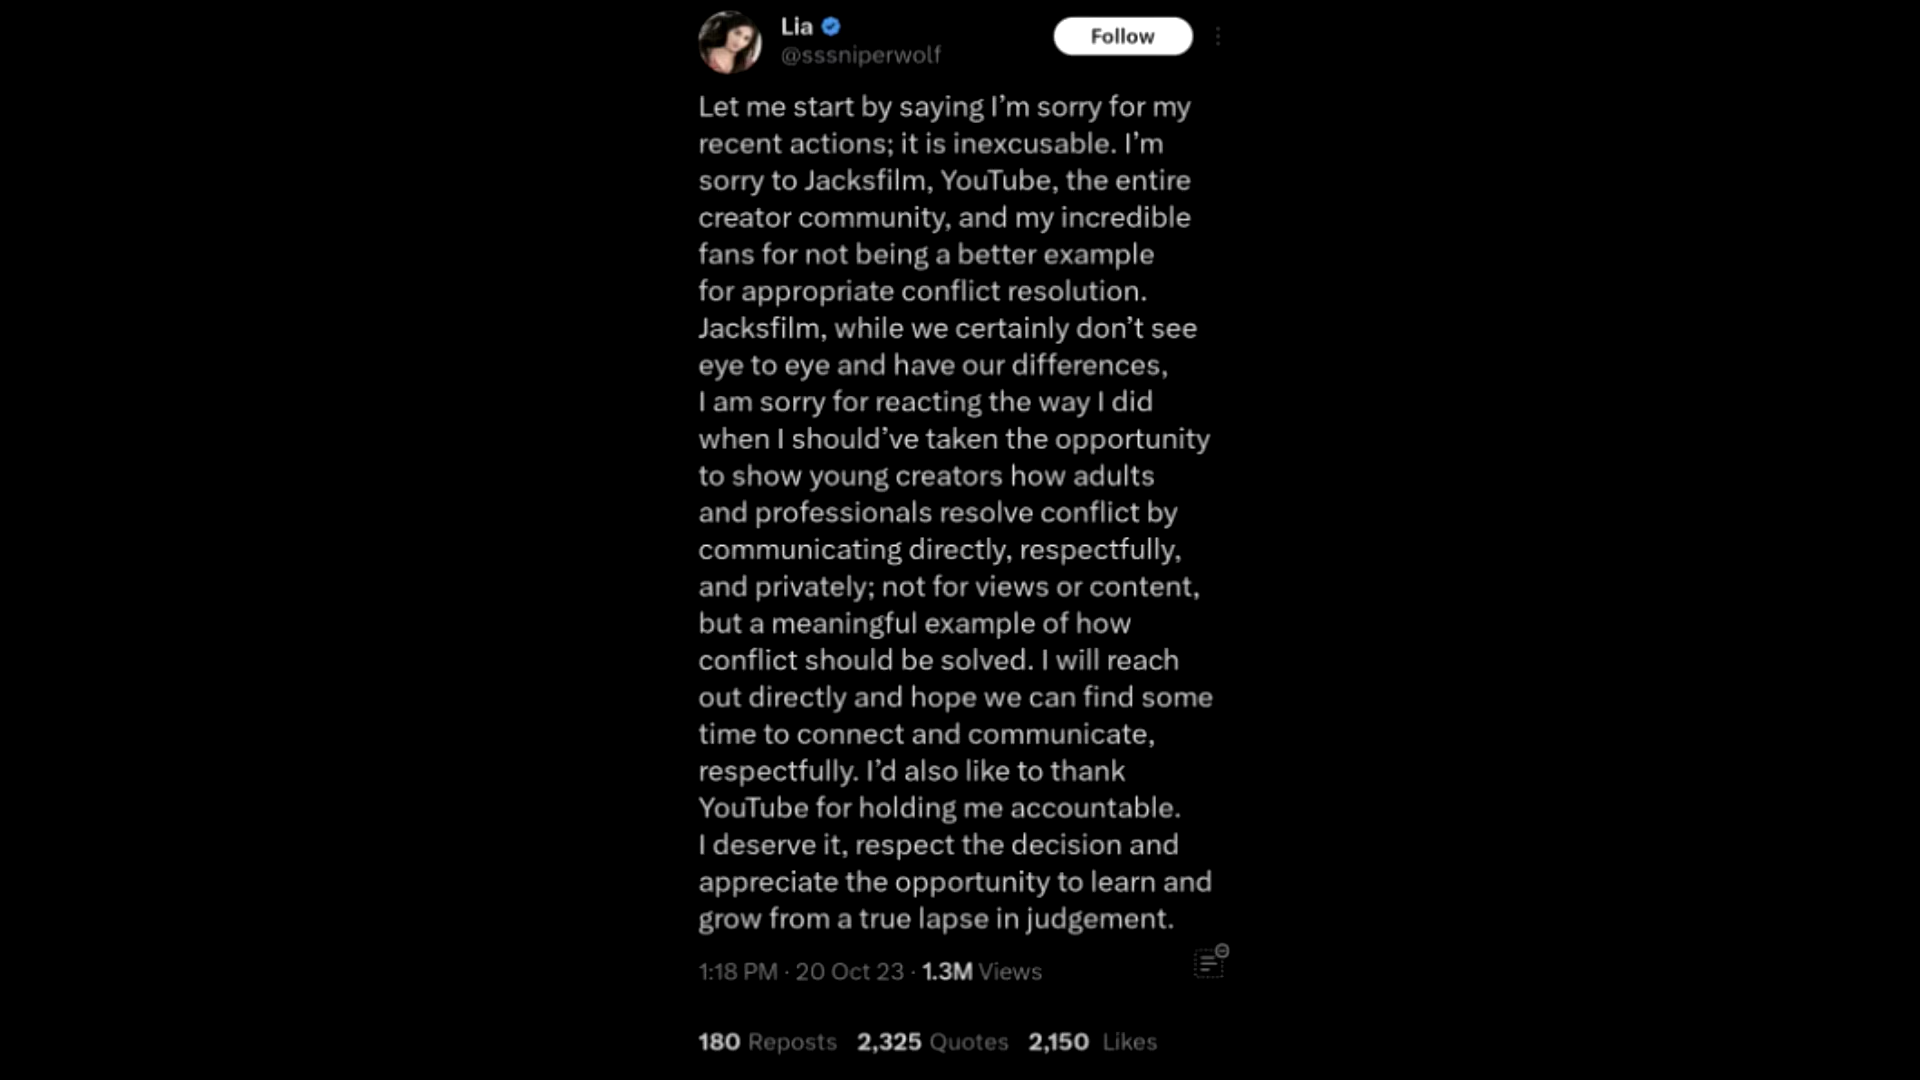 Lia
Follow
@sssniperwolf
Let me start by saying I’m sorry for my
recent actions; it is inexcusable. I’m
sorry to Jacksfilm, YouTube, the entire
creator community, and my incredible
fans for not being a better example
for appropriate conflict resolution.
Jacksfilm, while we certainly don’t see
eye to eye and have our differences,
I am sorry for reacting the way I did
when I should’ve taken the opportunity
to show young creators how adults
and professionals resolve conflict by
communicating directly, respectfully,
and privately; not for views or content,
but a meaningful example of how
conflict should be solved. I will reach
out directly and hope we can find some
time to connect and communicate,
respectfully. I’d also like to thank
YouTube for holding me accountable.
I deserve it, respect the decision and
appreciate the opportunity to learn and
grow from a true lapse in judgement.
1:18 PM · 20 Oct 23 · 1.3M Views
180 Reposts 2,325 Quotes 2,150 Likes